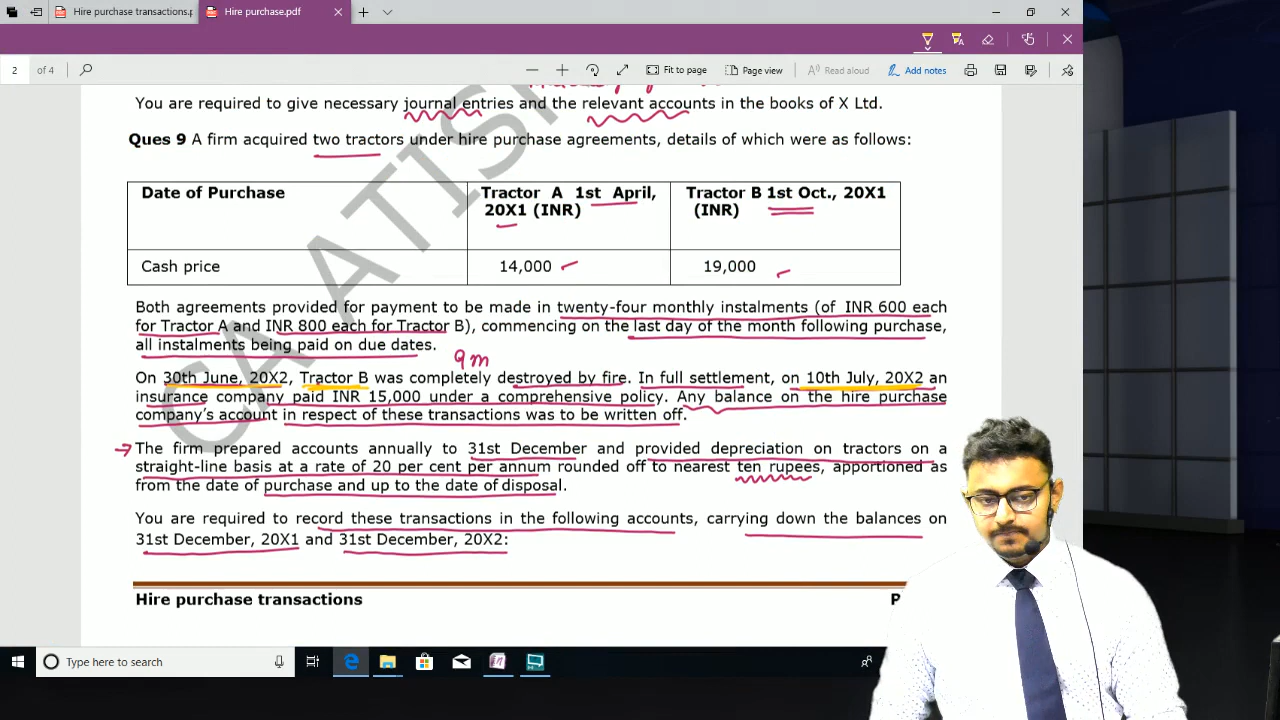 Hire purchase transactions.p
Hire purchase.pdf
2 of 4
Fit to page
Page view
Read aloud
Add notes
You are required to give necessary journal entries and the relevant accounts in the books of X Ltd.
Ques 9 A firm acquired two tractors under hire purchase agreements, details of which were as follows:
Date of Purchase
Tractor A 1st April,
20X1 (INR)
Tractor B 1st Oct., 20X1
(INR)
Cash price
14,000
19,000
Both agreements provided for payment to be made in twenty-four monthly instalments (of INR 600 each
for Tractor A and INR 800 each for Tractor B), commencing on the last day of the month following purchase,
all instalments being paid on due dates.
9m
On 30th June, 20X2, Tractor B was completely destroyed by fire. In full settlement, on 10th July, 20X2 an
insurance company paid INR 15,000 under a comprehensive policy. Any balance on the hire purchase
company's account in respect of these transactions was to be written off.
The firm prepared accounts annually to 31st December and provided depreciation on tractors on a
straight-line basis at a rate of 20 per cent per annum rounded off to nearest ten rupees, apportioned as
from the date of purchase and up to the date of disposal.
You are required to record these transactions in the following accounts, carrying down the balances on
31st December, 20X1 and 31st December, 20X2:
Hire purchase transactions
P
CA ATISH
Type here to search